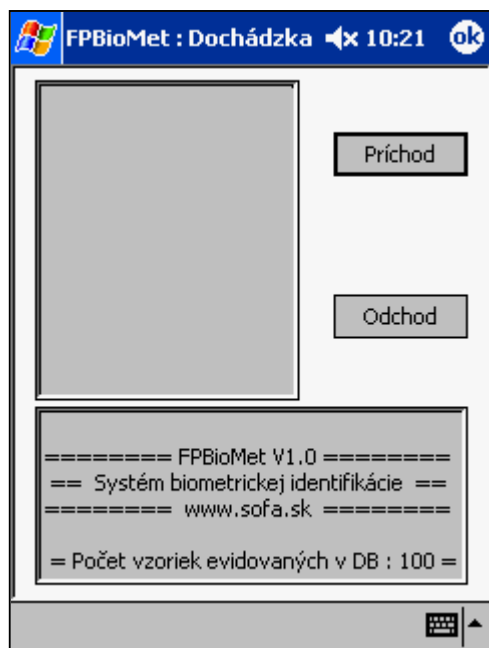 FPBioMet : Dochádzka 10:21 ok
Príchod
Odchod
======== FPBioMet V1.0 ========
== Systém biometrickej identifikácie ==
======== www.sofa.sk ========
= Počet vzoriek evidovaných v DB : 100 =